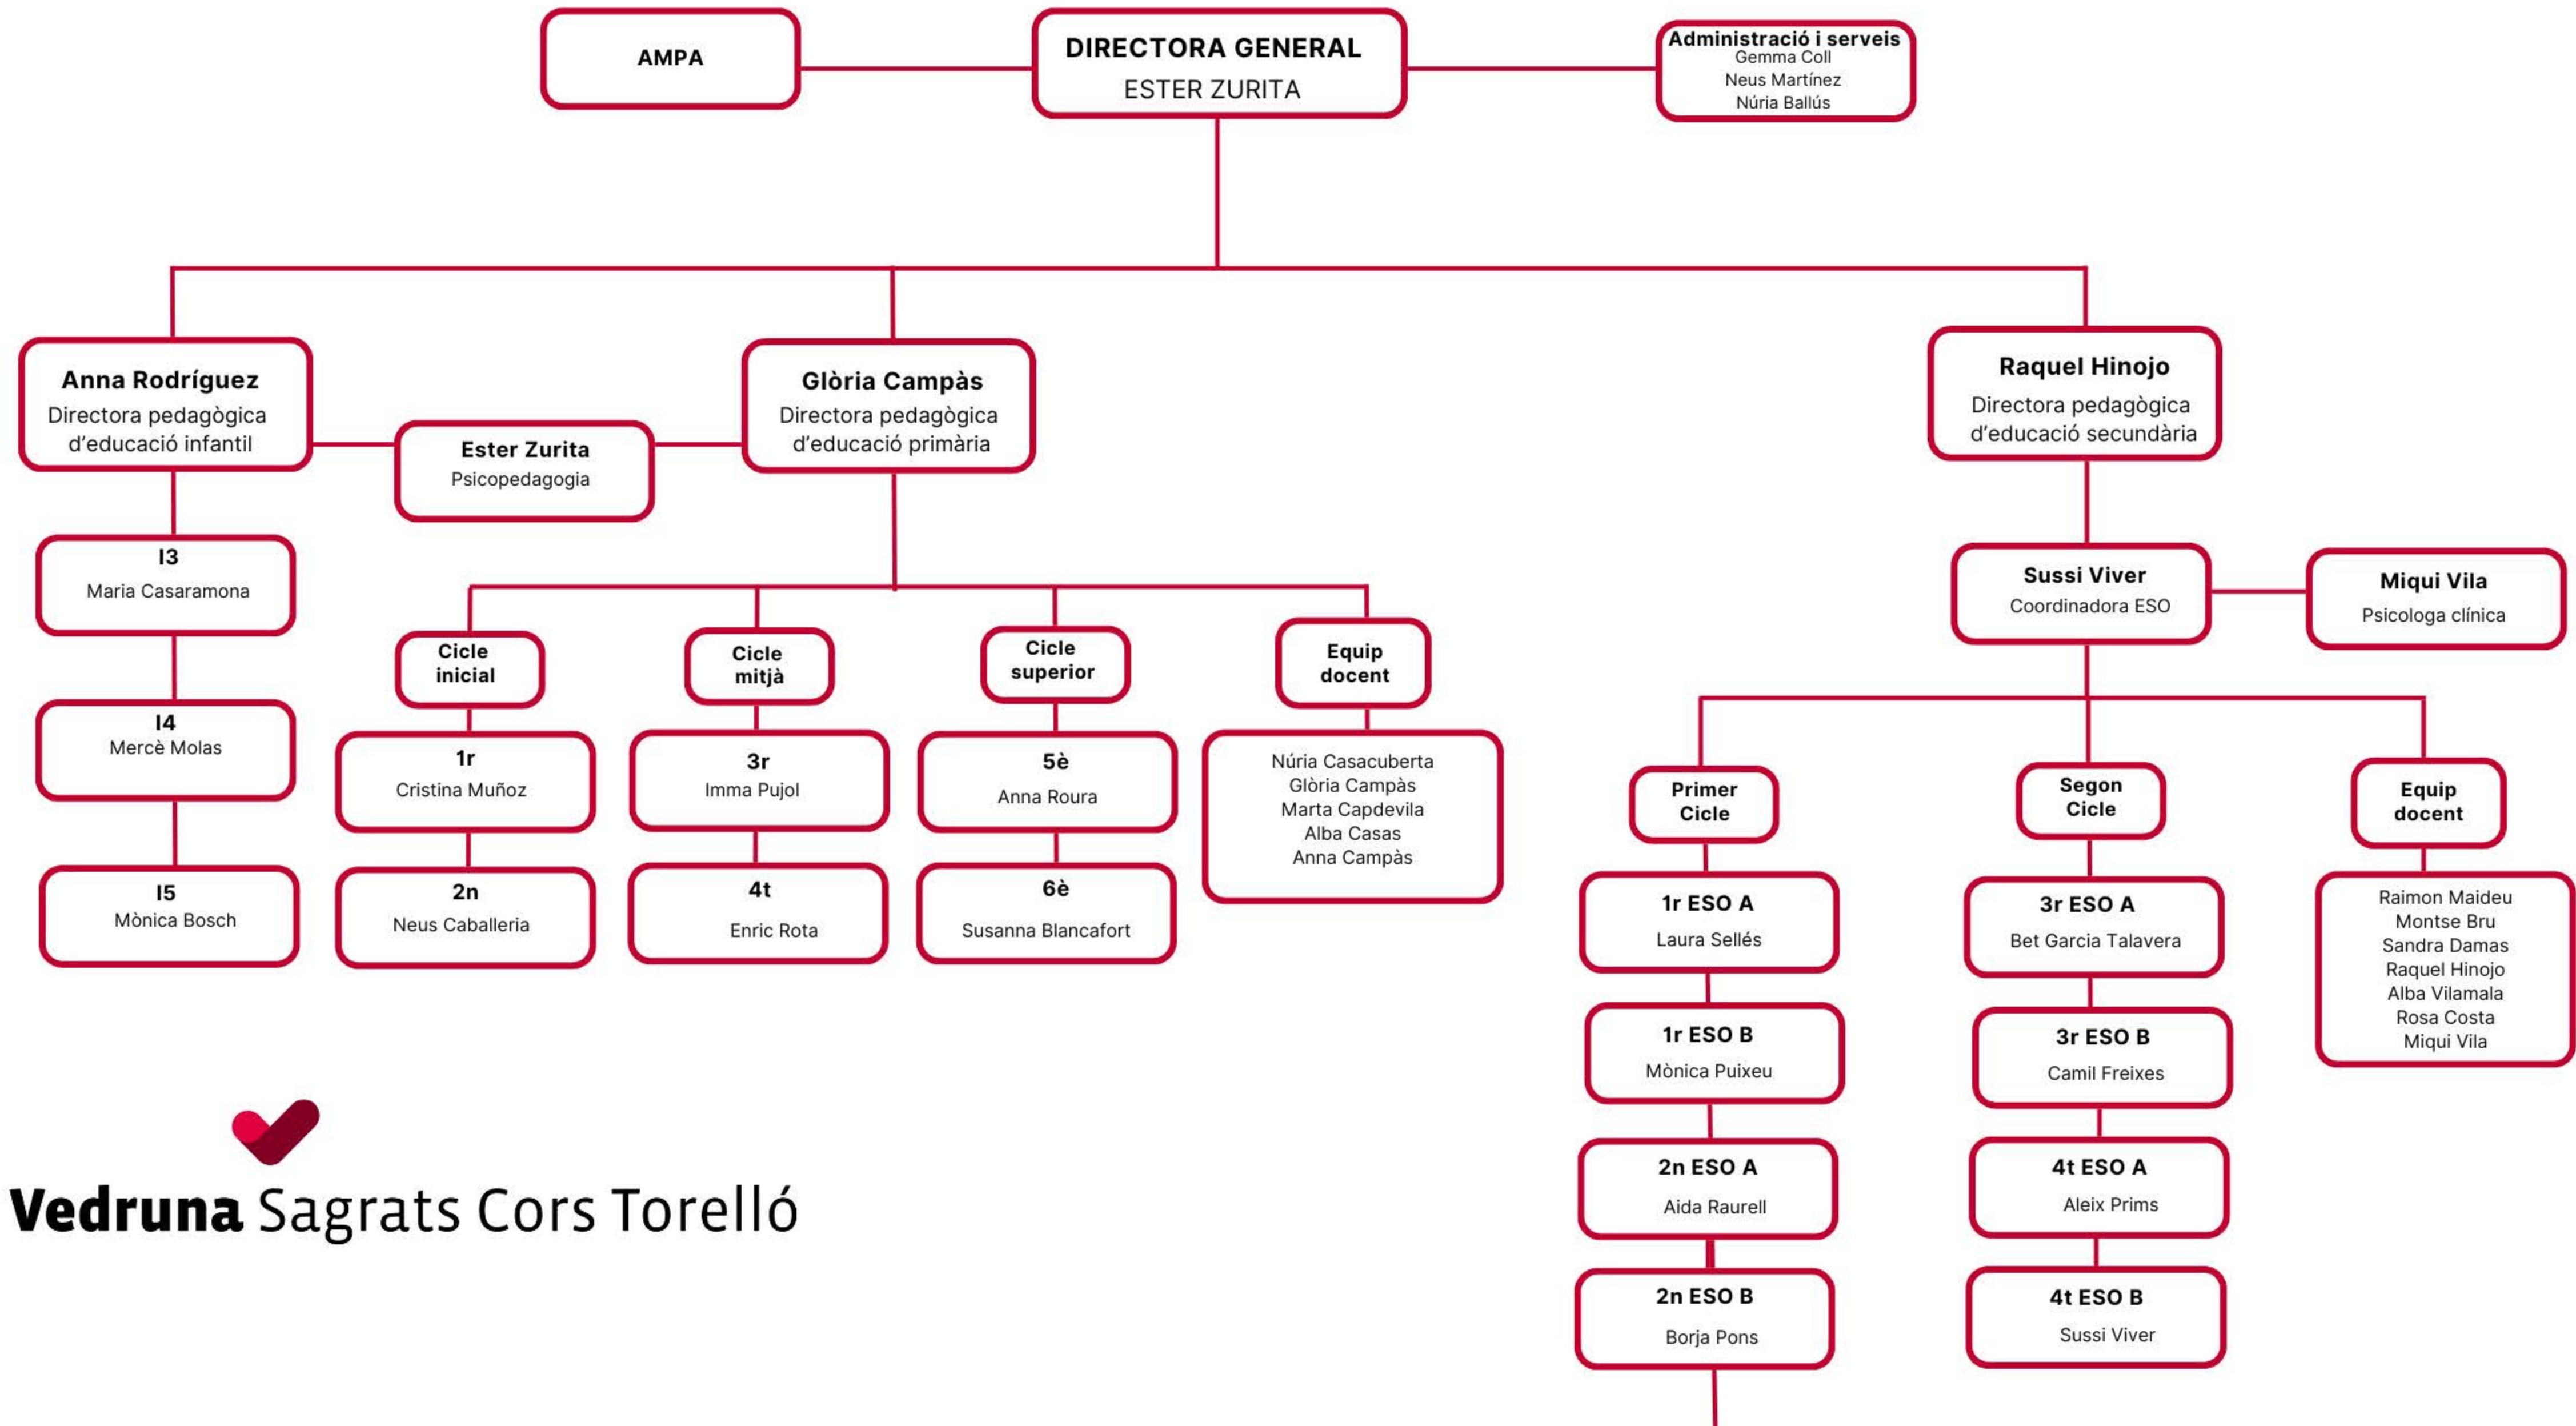 AMPA
DIRECTORA GENERAL
ESTER ZURITA
Administració i serveis
Gemma Coll
Neus Martínez
Núria Ballús
Anna Rodríguez
Directora pedagògica
d'educació infantil
Ester Zurita
Psicopedagogia
Glòria Campàs
Directora pedagògica
d'educació primària
Raquel Hinojo
Directora pedagògica
d'educació secundària
I3
Maria Casaramona
I4
Mercè Molas
I5
Mònica Bosch
Cicle
inicial
1r
Cristina Muñoz
2n
Neus Caballeria
Cicle
mitjà
3r
Imma Pujol
4t
Enric Rota
Cicle
superior
5è
Anna Roura
6è
Susanna Blancafort
Equip
docent
Núria Casacuberta
Glòria Campàs
Marta Capdevila
Alba Casas
Anna Campàs
Sussi Viver
Coordinadora ESO
Miqui Vila
Psicologa clínica
Primer
Cicle
1r ESO A
Laura Sellés
1r ESO B
Mònica Puixeu
2n ESO A
Aida Raurell
2n ESO B
Borja Pons
Segon
Cicle
3r ESO A
Bet Garcia Talavera
3r ESO B
Camil Freixes
4t ESO A
Aleix Prims
4t ESO B
Sussi Viver
Equip
docent
Raimon Maideu
Montse Bru
Sandra Damas
Raquel Hinojo
Alba Vilamala
Rosa Costa
Miqui Vila
Vedruna Sagrats Cors Torelló